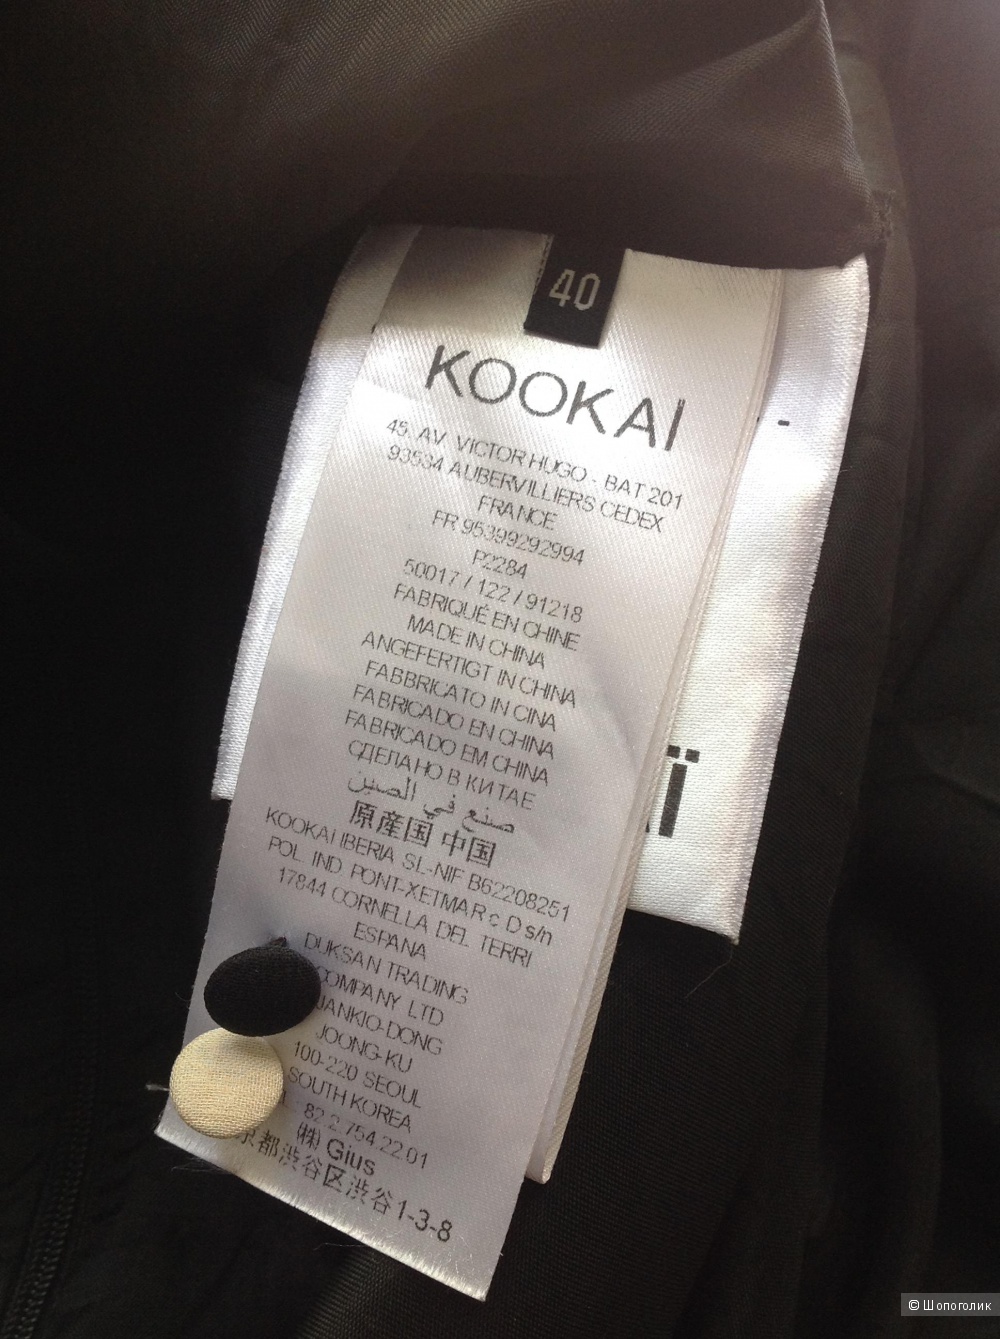 40
KOOKAÏ
45, AV VICTOR HUGO - BAT 201
93534 AUBERVILLIERS CEDEX
FRANCE
FR 95399292994
P2284
50017 / 122 / 91218
FABRIQUÉ EN CHINE
MADE IN CHINA
ANGEFERTIGT IN CHINA
FABBRICATO IN CINA
FABRICADO EN CHINA
FABRICADO EM CHINA
СДЕЛАНО В КИТАЕ
صنع في الصين
原産国 中国
KOOKAI IBERIA SL-NIF B62208251
POL. IND. PONT-XETMAR c D s/n
17844 CORNELLA DEL TERRI
ESPANA
DUKSAN TRADING
COMPANY LTD
JANKIO-DONG
JOONG-KU
100-220 SEOUL
SOUTH KOREA
82.2.754.22.01
(株) Gius
京都渋谷区渋谷1-3-8
Ï
© Шопоголик